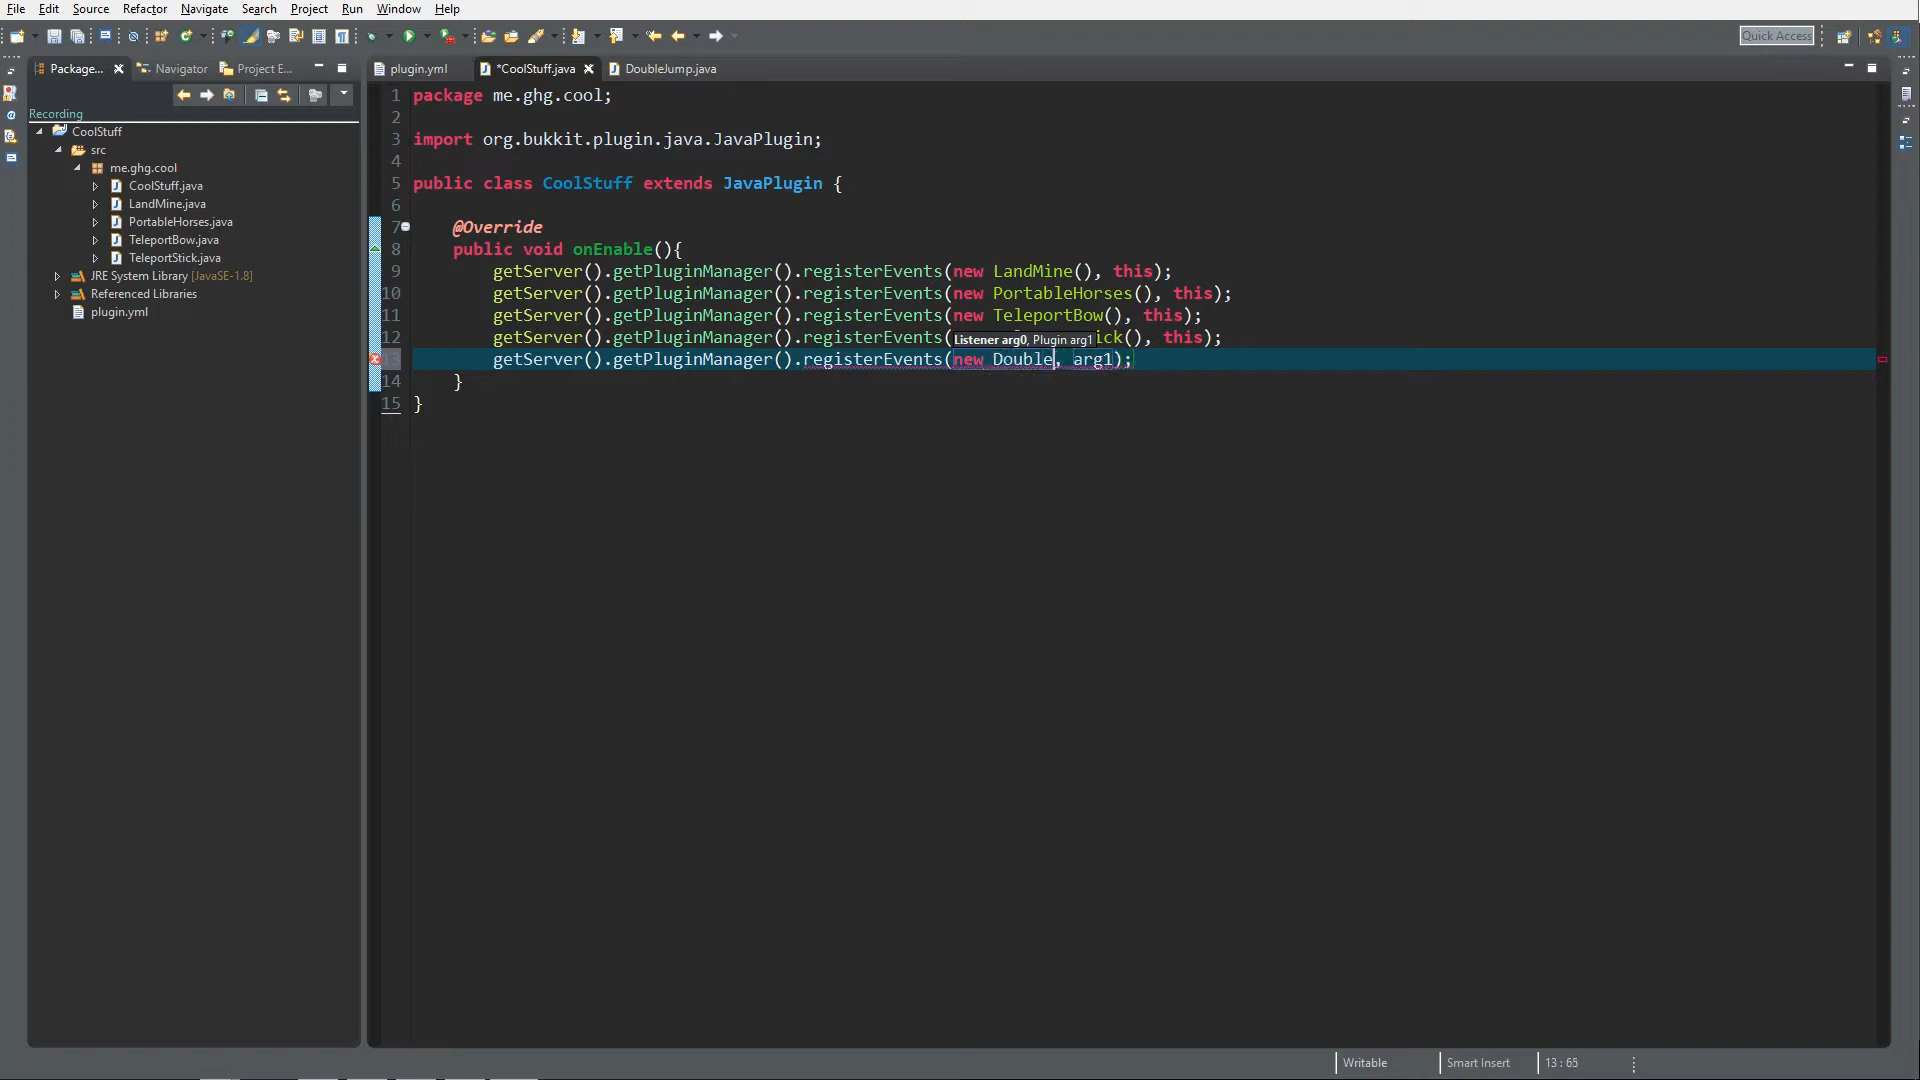 File Edit Source Refactor Navigate Search Project Run Window Help
Quick Access
Package... Navigator Project E...
plugin.yml *CoolStuff.java DoubleJump.java
Recording
CoolStuff
src
me.ghg.cool
CoolStuff.java
LandMine.java
PortableHorses.java
TeleportBow.java
TeleportStick.java
JRE System Library [JavaSE-1.8]
Referenced Libraries
plugin.yml
1 package me.ghg.cool;
2
3 import org.bukkit.plugin.java.JavaPlugin;
4
5 public class CoolStuff extends JavaPlugin {
6
7 @Override
8 public void onEnable(){
9 getServer().getPluginManager().registerEvents(new LandMine(), this);
10 getServer().getPluginManager().registerEvents(new PortableHorses(), this);
11 getServer().getPluginManager().registerEvents(new TeleportBow(), this);
12 getServer().getPluginManager().registerEvents( ick(), this);
Listener arg0, Plugin arg1
13 getServer().getPluginManager().registerEvents(new Double, arg1);
14 }
15 }
Writable Smart Insert 13 : 65